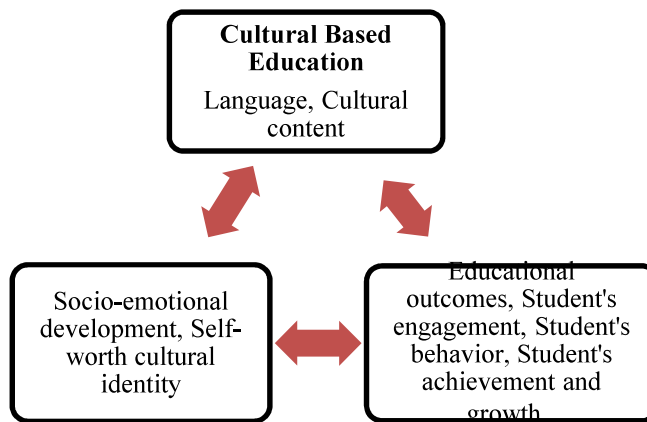 Cultural Based
Education
Language, Cultural
content
Socio-emotional
development, Self-
worth cultural
identity
Educational
outcomes, Student's
engagement, Student's
behavior, Student's
achievement and
growth